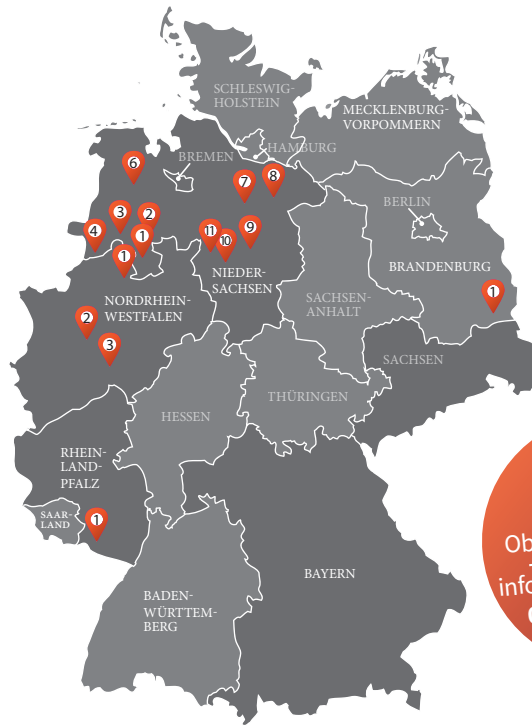 SCHLESWIG-
HOLSTEIN
MECKLENBURG-
VORPOMMERN
HAMBURG
BREMEN
6
7
8
3
2
4
1
11
10
9
1
BERLIN
NIEDER-
SACHSEN
BRANDENBURG
1
NORDRHEIN-
WESTFALEN
SACHSEN-
ANHALT
2
3
SACHSEN
THÜRINGEN
HESSEN
RHEIN-
LAND-
PFALZ
SAAR-
LAND
1
BAYERN
BADEN-
WÜRTTEM-
BERG
Ob
info